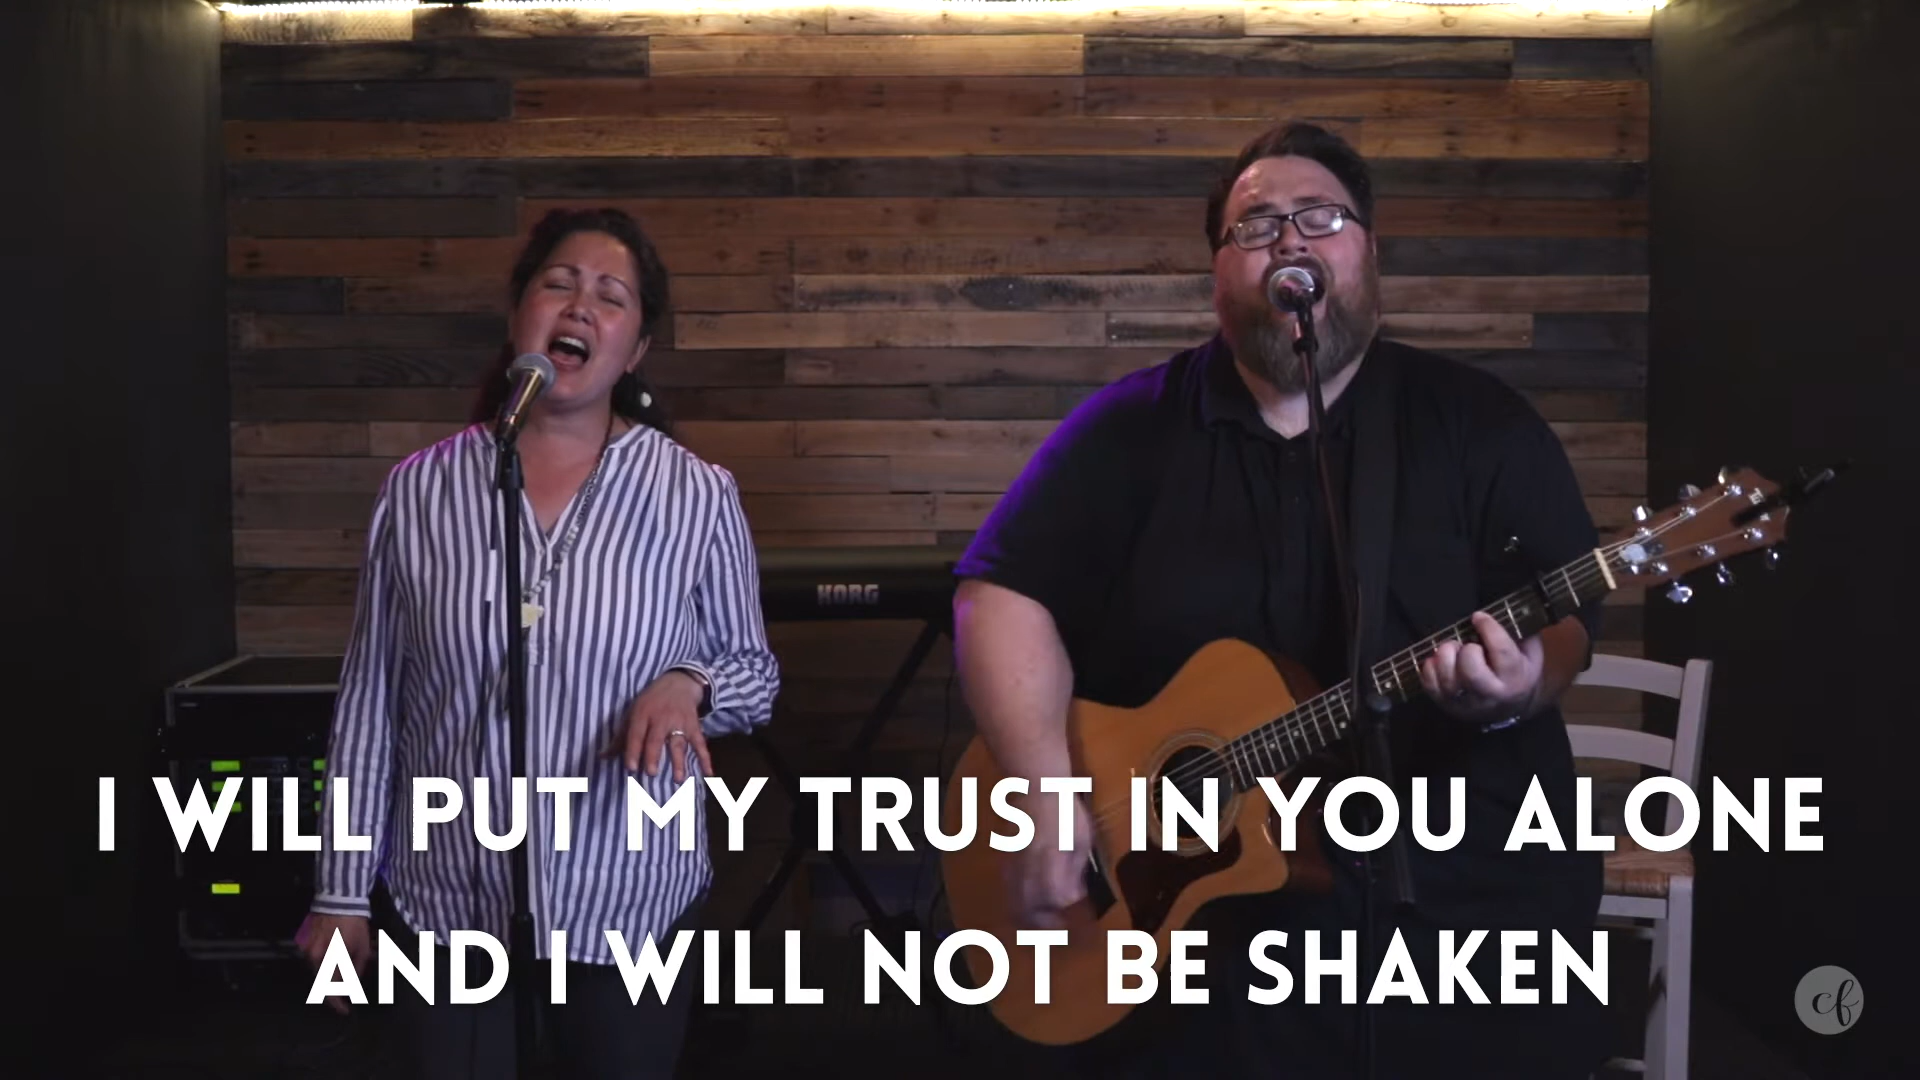 KORG
I WILL PUT MY TRUST IN YOU ALONE
AND I WILL NOT BE SHAKEN
cf